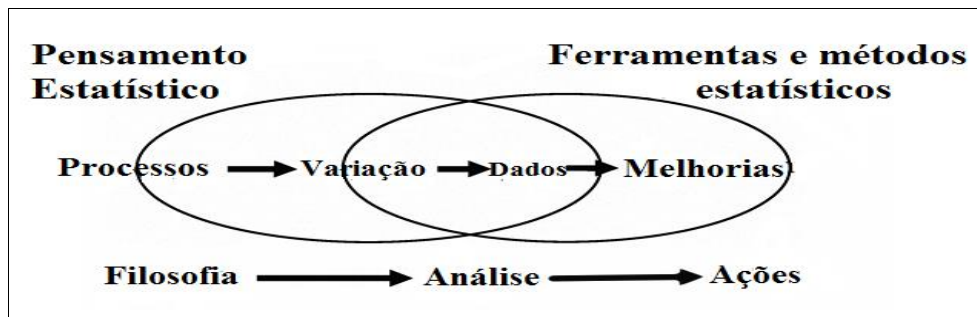 Pensamento
Estatístico
Ferramentas e métodos
estatísticos
Processos Variação Dados Melhorias
Filosofia Análise Ações